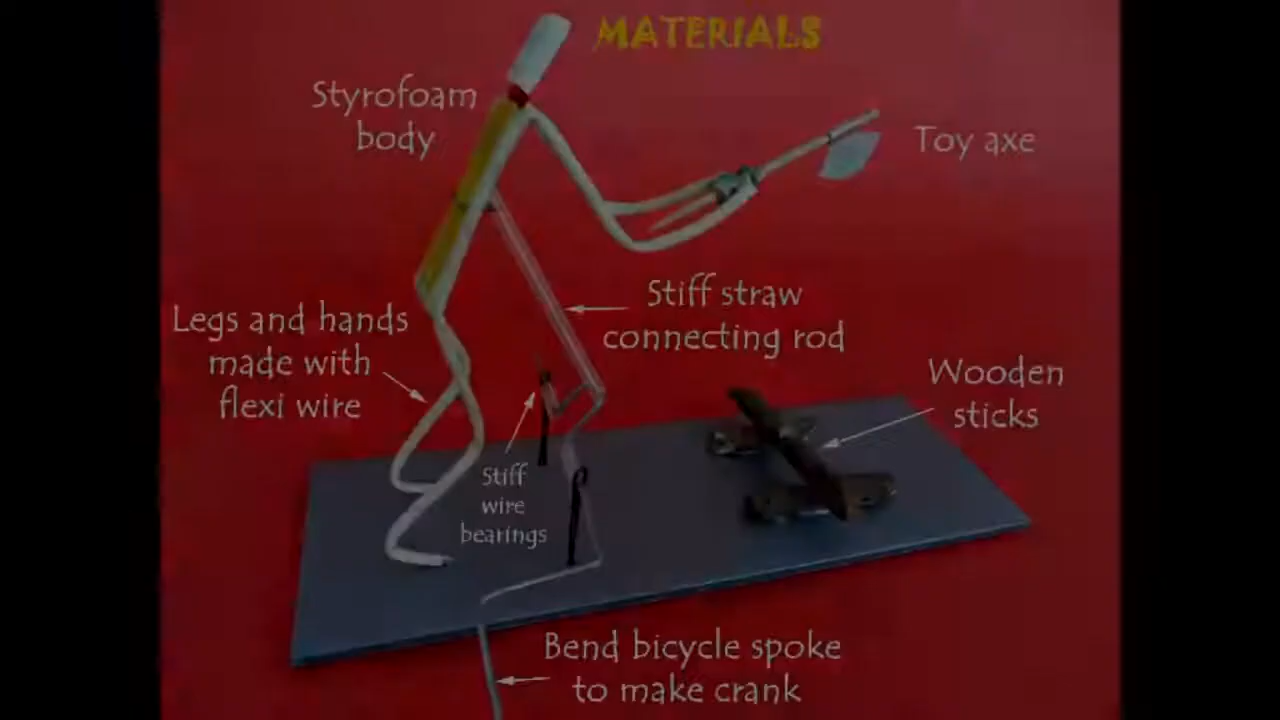 MATERIALS
Styrofoam
body
Toy axe
Stiff straw
connecting rod
Legs and hands
made with
flexi wire
Wooden
sticks
Stiff
wire
bearings
Bend bicycle spoke
to make crank